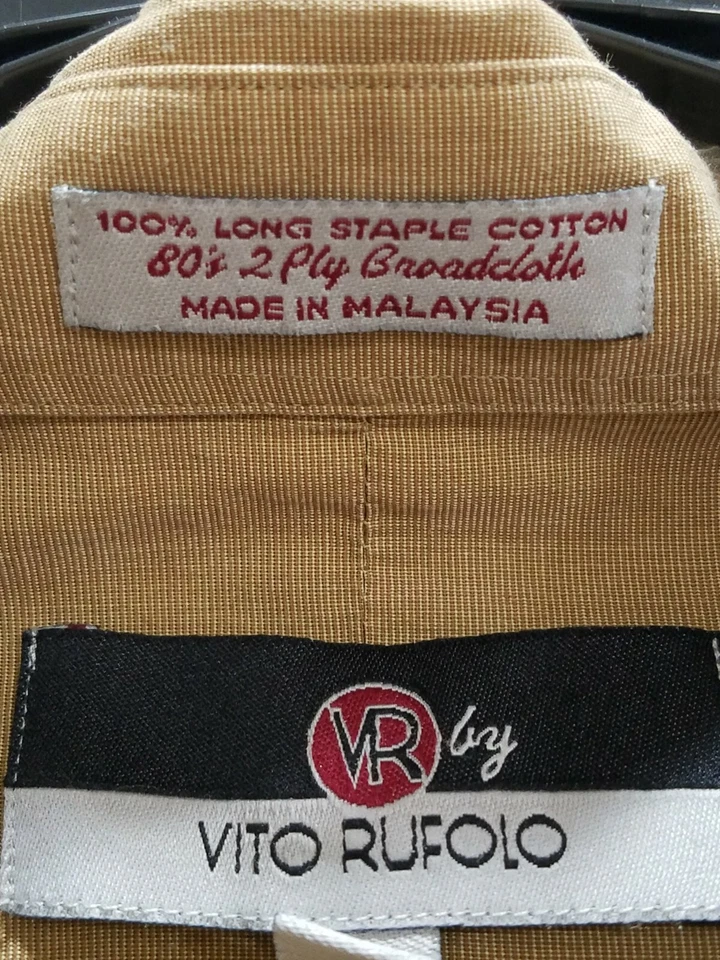 100% LONG STAPLE COTTON
80's 2 Ply Broadcloth
MADE IN MALAYSIA
VR by
VITO RUFOLO